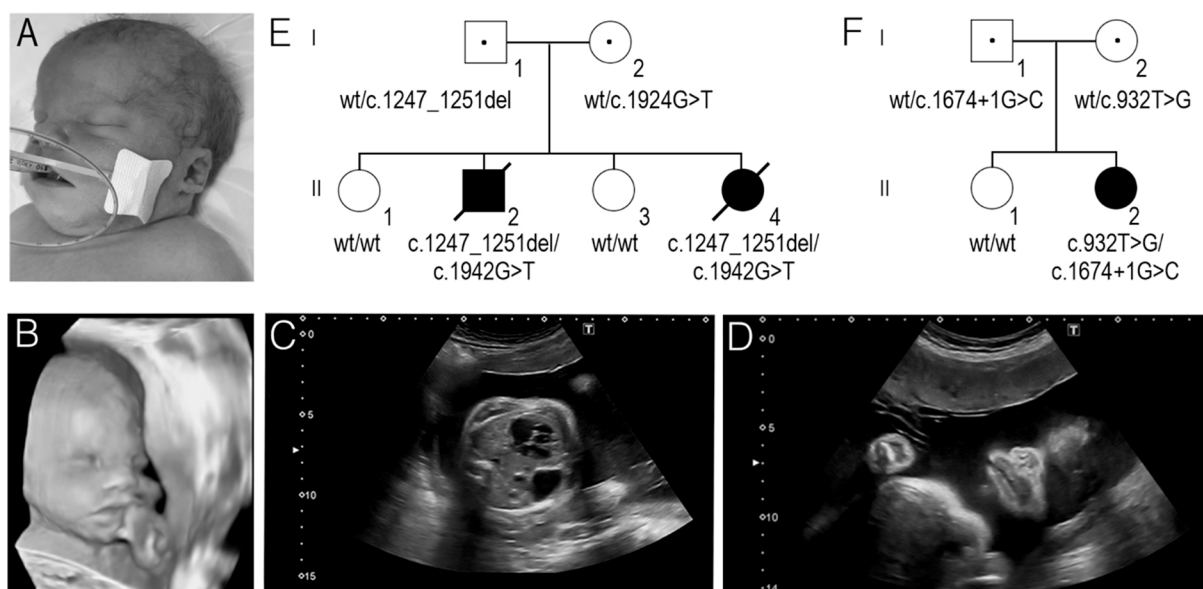 A
E
I
1
2
wt/c.1247_1251del
wt/c.1924G>T
II
1
2
3
4
wt/wt
c.1247_1251del/
c.1942G>T
wt/wt
c.1247_1251del/
c.1942G>T
F
I
1
2
wt/c.1674+1G>C
wt/c.932T>G
II
1
2
wt/wt
c.932T>G/
c.1674+1G>C
B
C
T
0
5
10
15
D
T
0
5
10
14